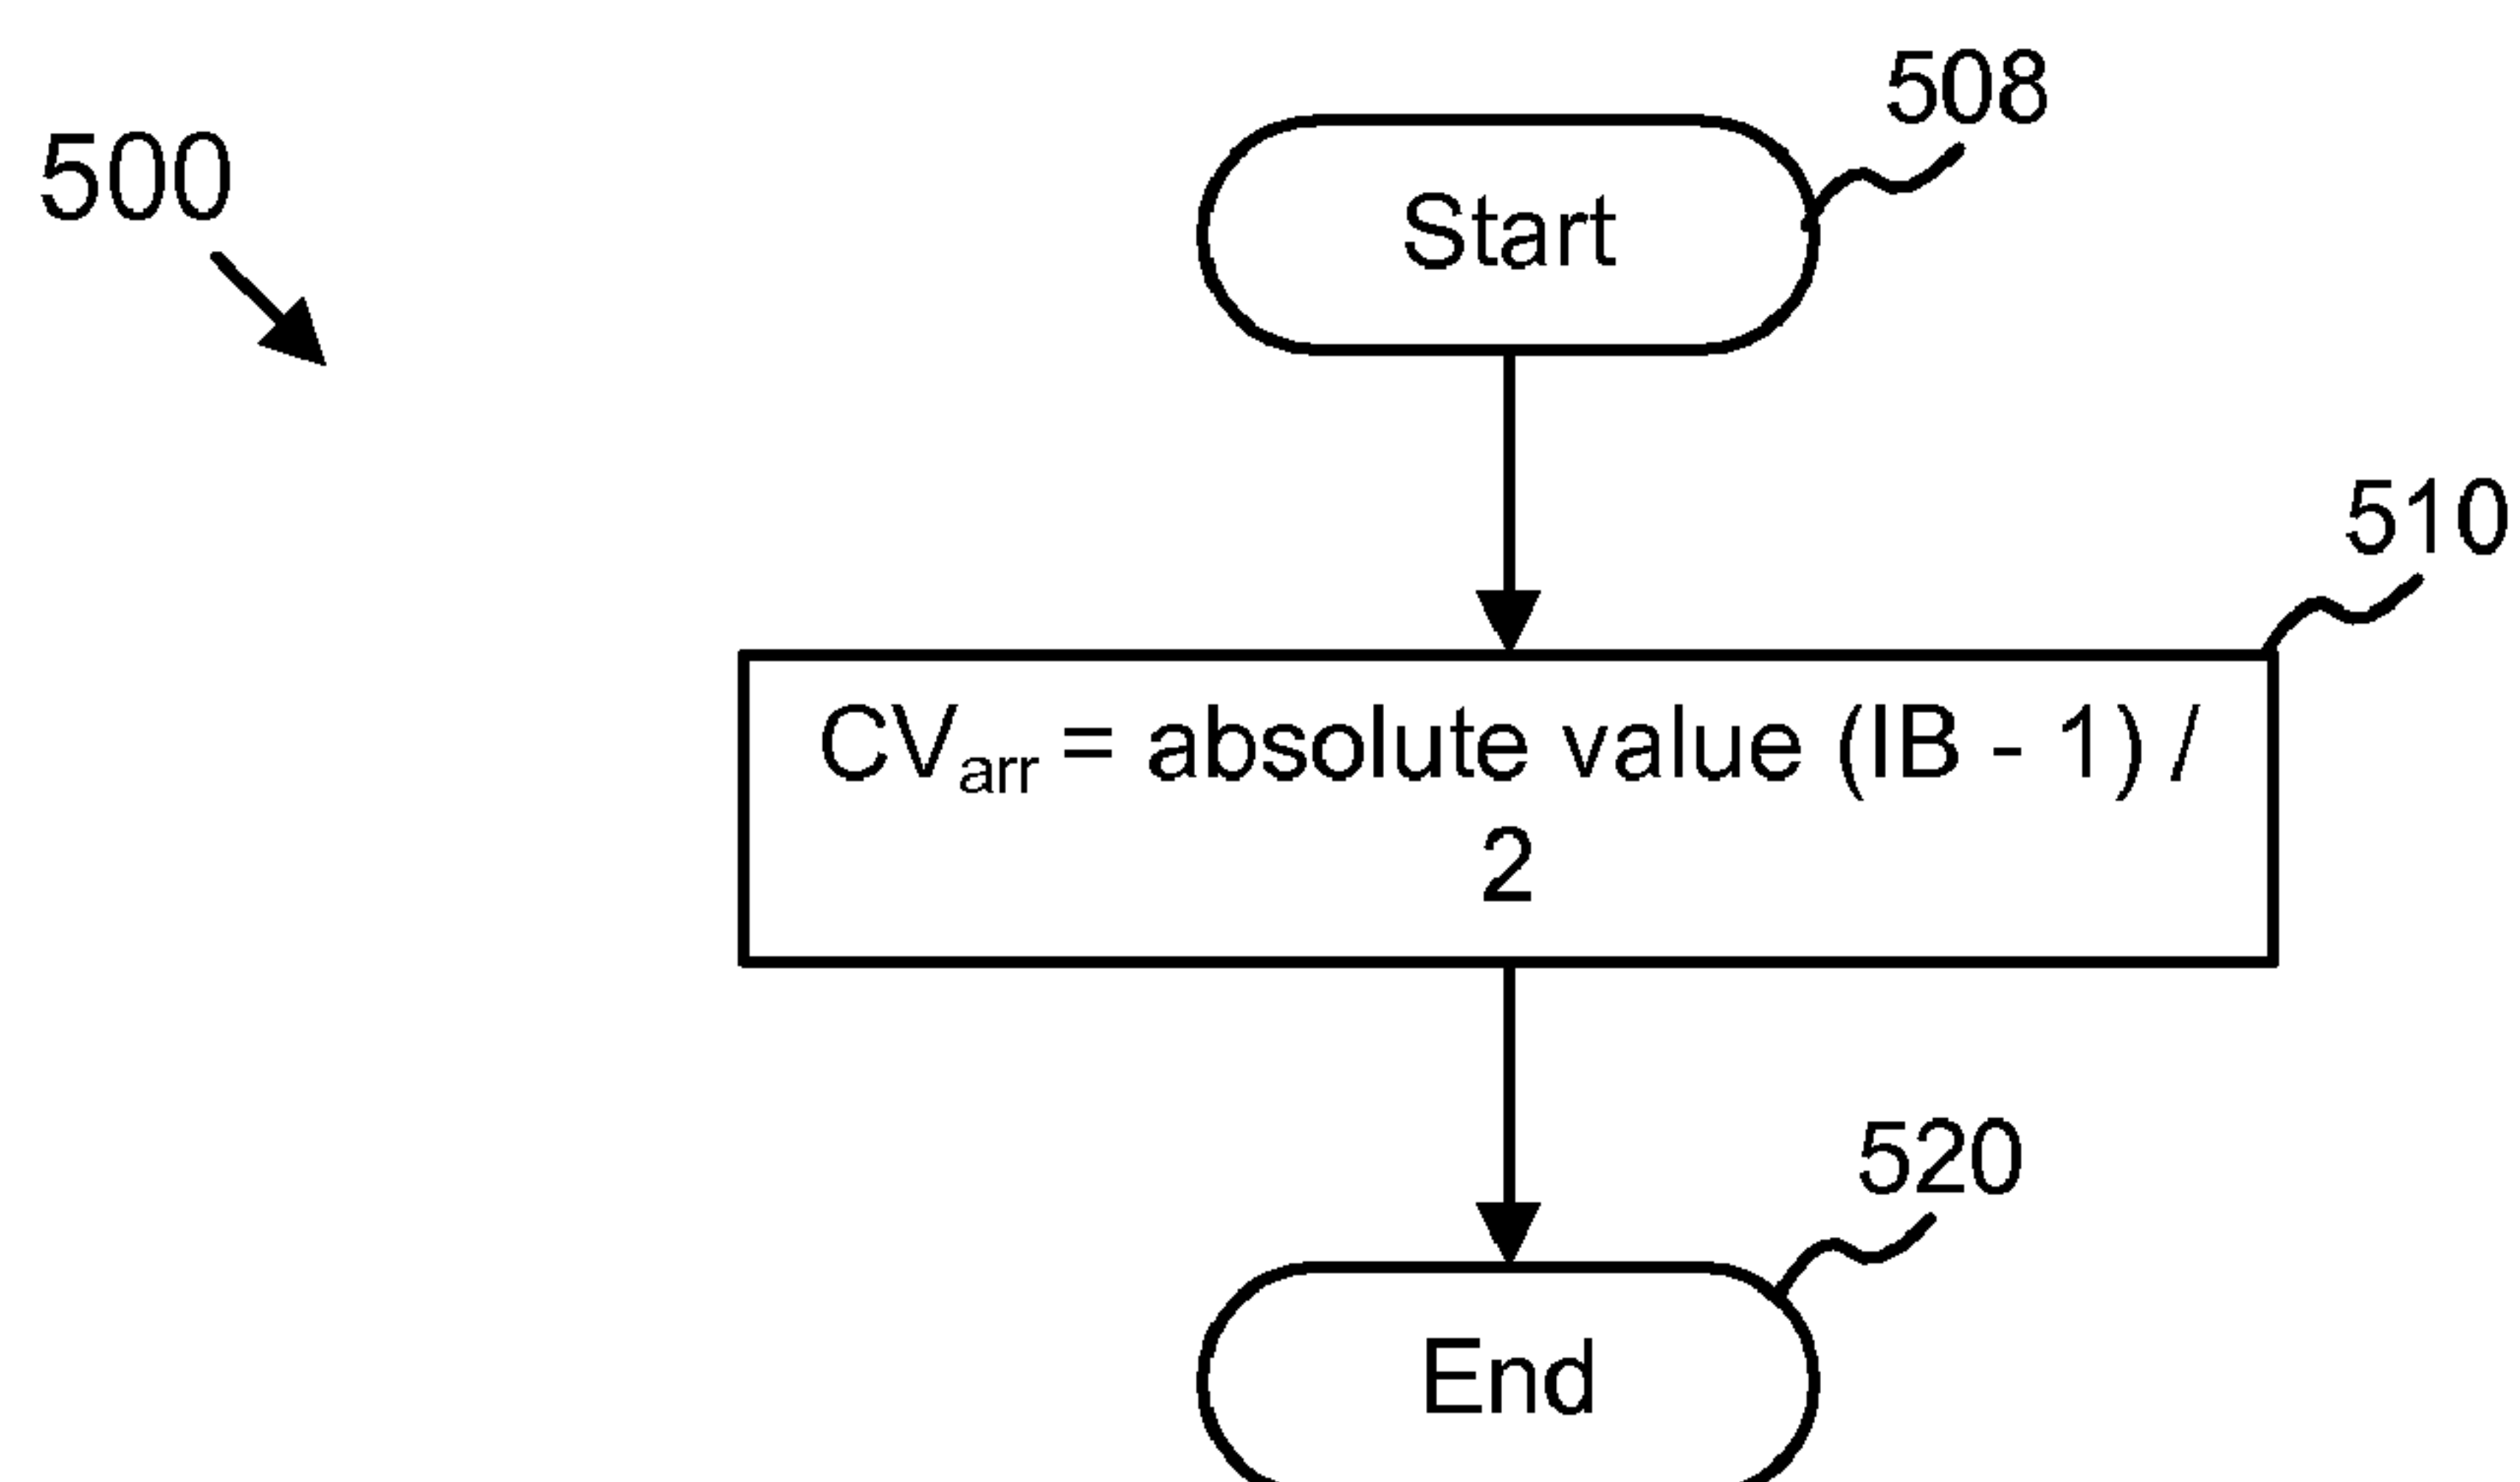 508
500
Start
510
CVarr = absolute value (IB - 1) /
2
520
End